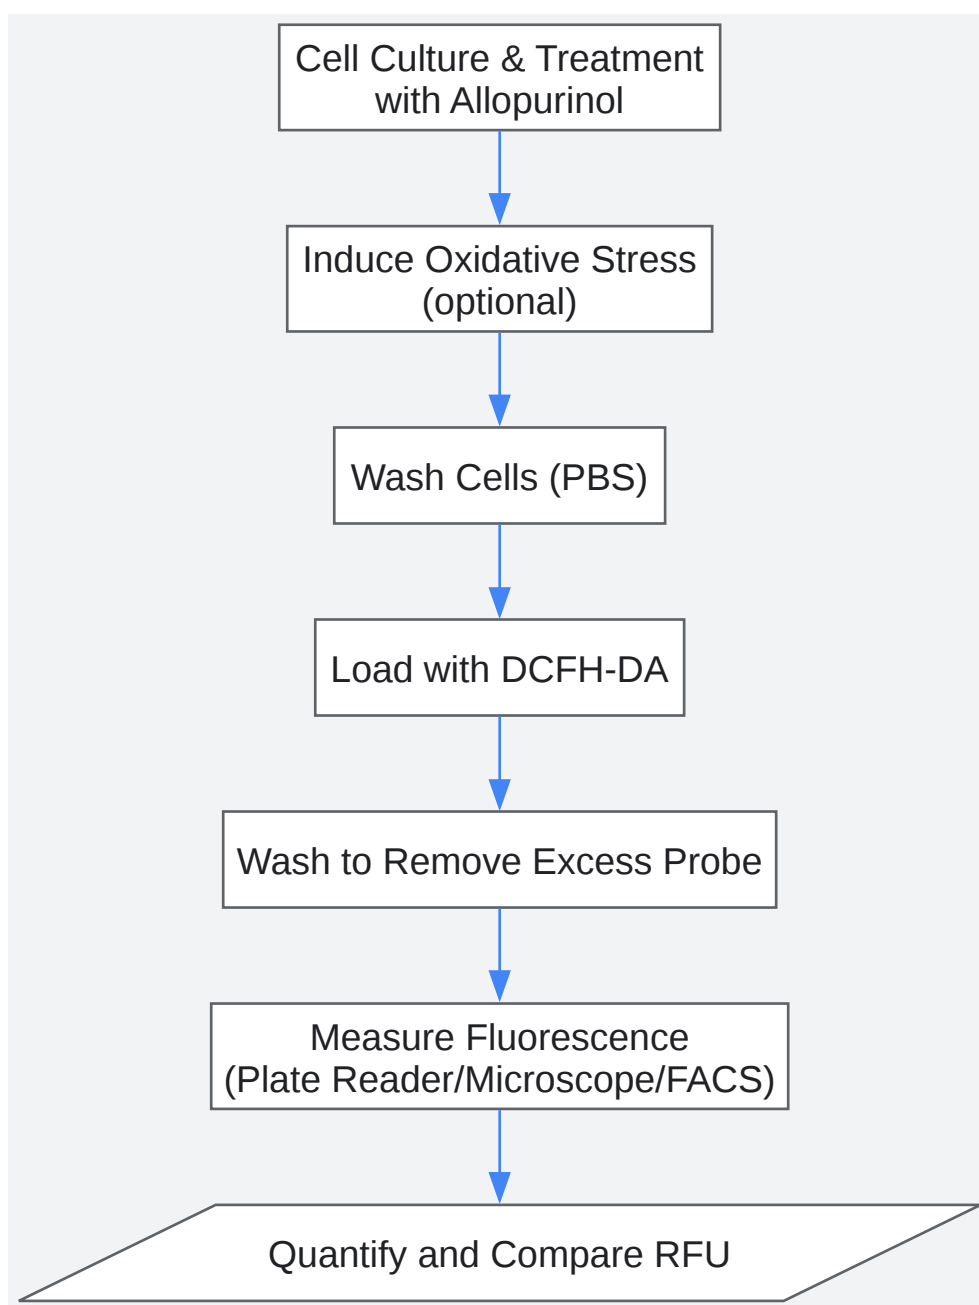 Cell Culture & Treatment
with Allopurinol
Induce Oxidative Stress
(optional)
Wash Cells (PBS)
Load with DCFH-DA
Wash to Remove Excess Probe
Measure Fluorescence
(Plate Reader/Microscope/FACS)
Quantify and Compare RFU